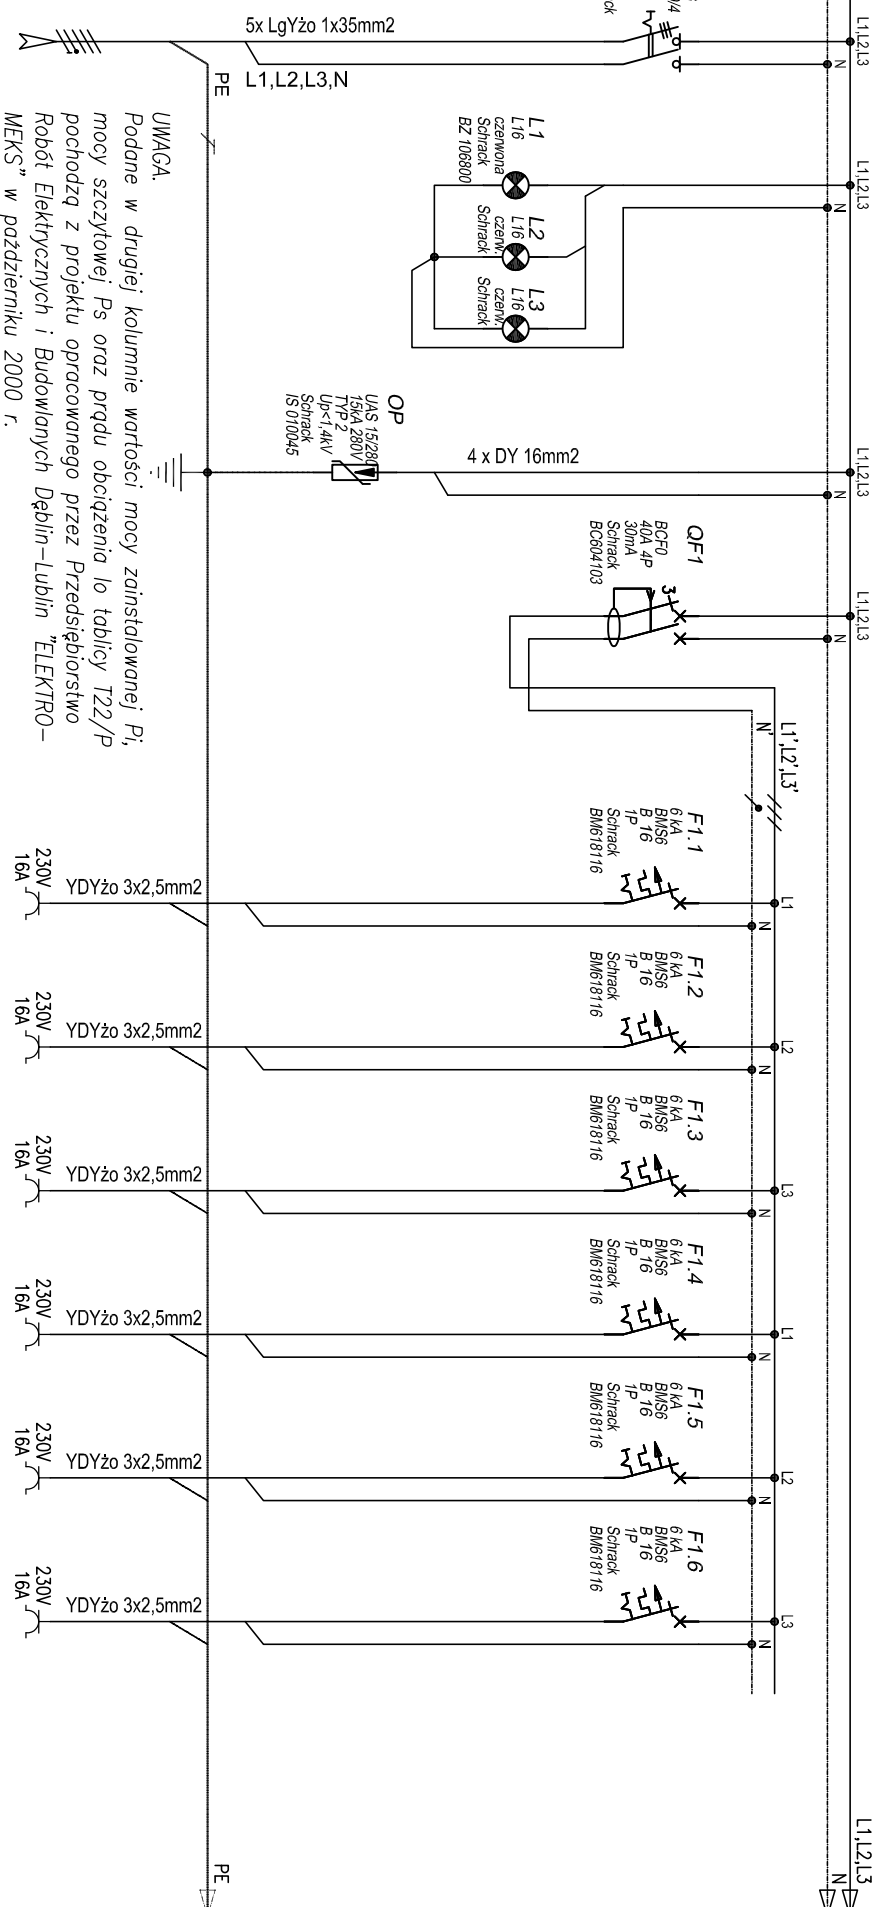 L1,L2,L3
N
5x LgYżo 1x35mm2
L1,L2,L3,N
PE
L1,L2,L3
N
L1
L16
czerwona
Schrack
BZ 106800
L2
L16
czerw.
Schrack
L3
L16
czerw.
Schrack
L1,L2,L3
N
4 x DY 16mm2
OP
UAS 15/280
15kA 280V
TYP 2
Up<1,4kV
Schrack
IS 010045
L1,L2,L3
N
QF1
BCF0
40A 4P
30mA
Schrack
BC604103
3
L1',L2',L3'
N'
F1.1
6 kA
BMS6
B 16
1P
Schrack
BM618116
L1
N
YDYżo 3x2,5mm2
230V
16A
F1.2
6 kA
BMS6
B 16
1P
Schrack
BM618116
L2
N
YDYżo 3x2,5mm2
230V
16A
F1.3
6 kA
BMS6
B 16
1P
Schrack
BM618116
L3
N
YDYżo 3x2,5mm2
230V
16A
F1.4
6 kA
BMS6
B 16
1P
Schrack
BM618116
L1
N
YDYżo 3x2,5mm2
230V
16A
F1.5
6 kA
BMS6
B 16
1P
Schrack
BM618116
L2
N
YDYżo 3x2,5mm2
230V
16A
F1.6
6 kA
BMS6
B 16
1P
Schrack
BM618116
L3
N
YDYżo 3x2,5mm2
230V
16A
L1,L2,L3
N
PE
UWAGA.
Podane w drugiej kolumnie wartości mocy zainstalowanej Pi,
mocy szczytowej Ps oraz prądu obciążenia Io tablicy T22/P
pochodzą z projektu opracowanego przez Przedsiębiorstwo
Robót Elektrycznych i Budowlanych Dęblin-Lublin "ELEKTRO-
MEKS" w październiku 2000 r.